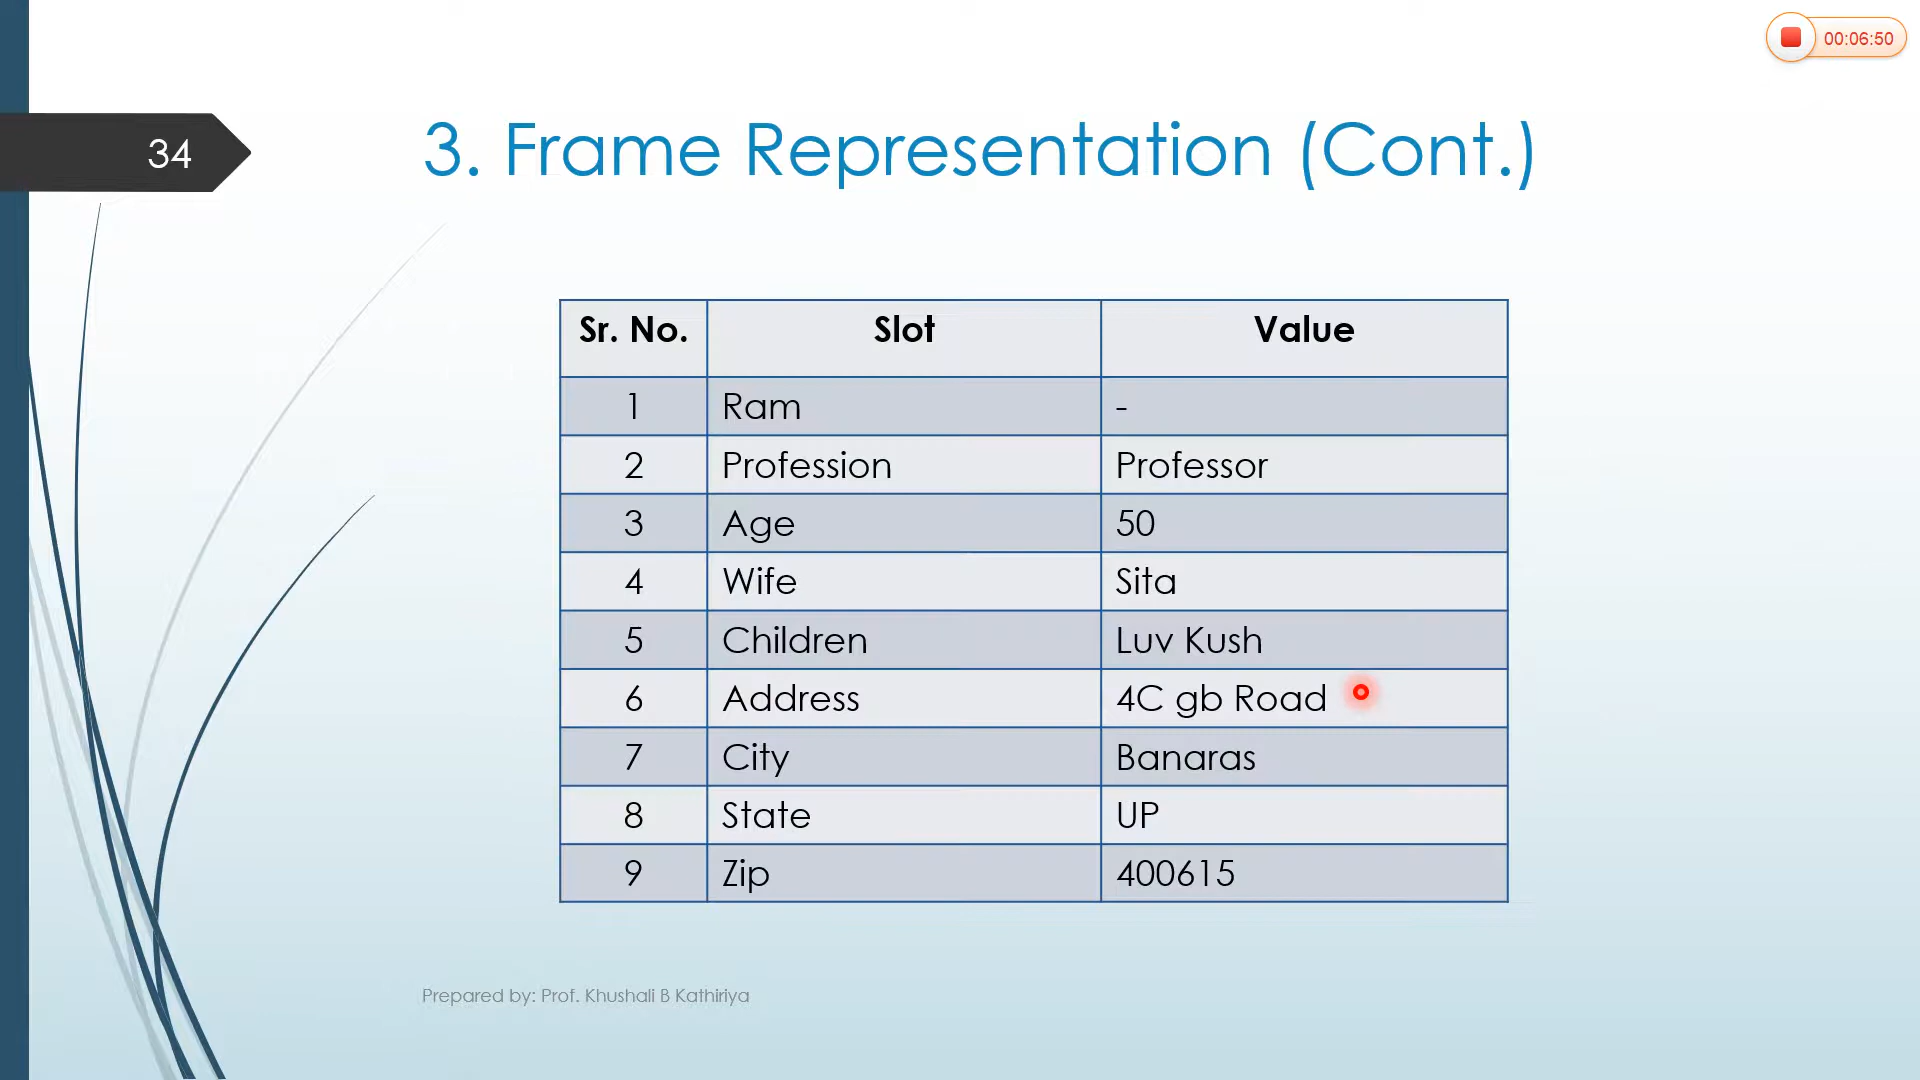 00:06:50
34
3. Frame Representation (Cont.)
Sr. No. Slot Value
1 Ram -
2 Profession Professor
3 Age 50
4 Wife Sita
5 Children Luv Kush
6 Address 4C gb Road
7 City Banaras
8 State UP
9 Zip 400615
Prepared by: Prof. Khushali B Kathiriya